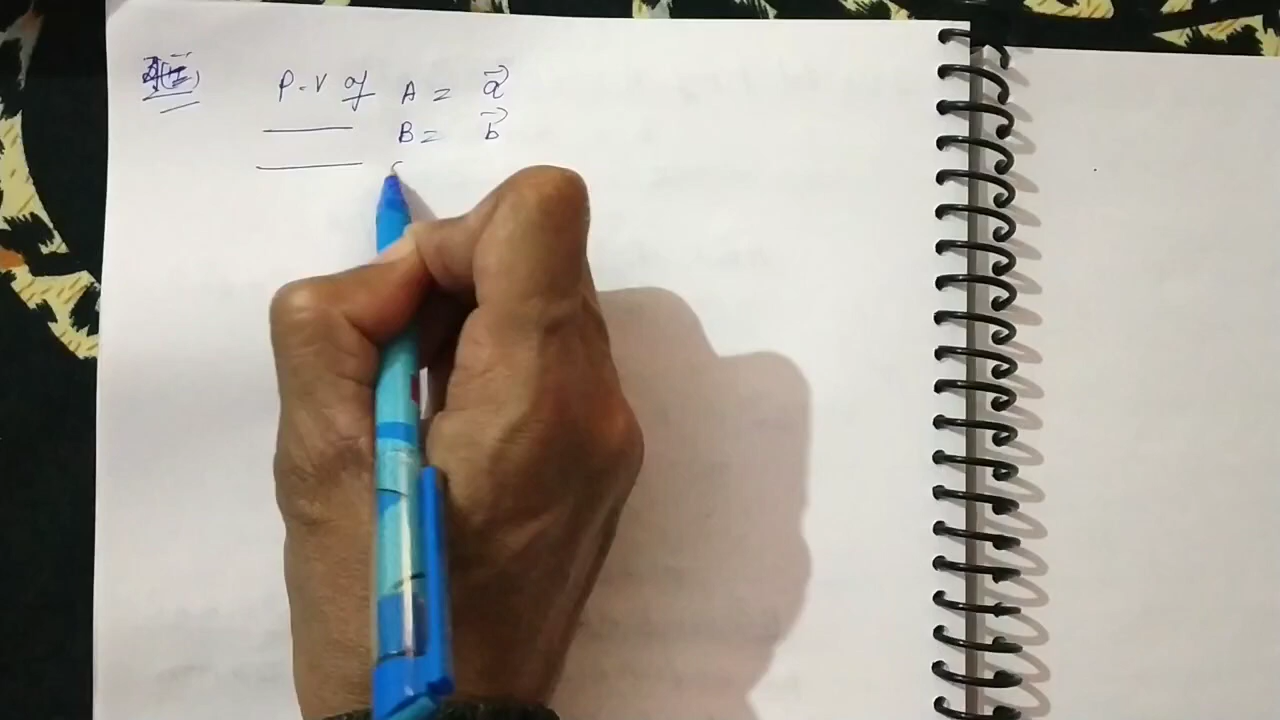 P.V of A = a⃗
B = b⃗